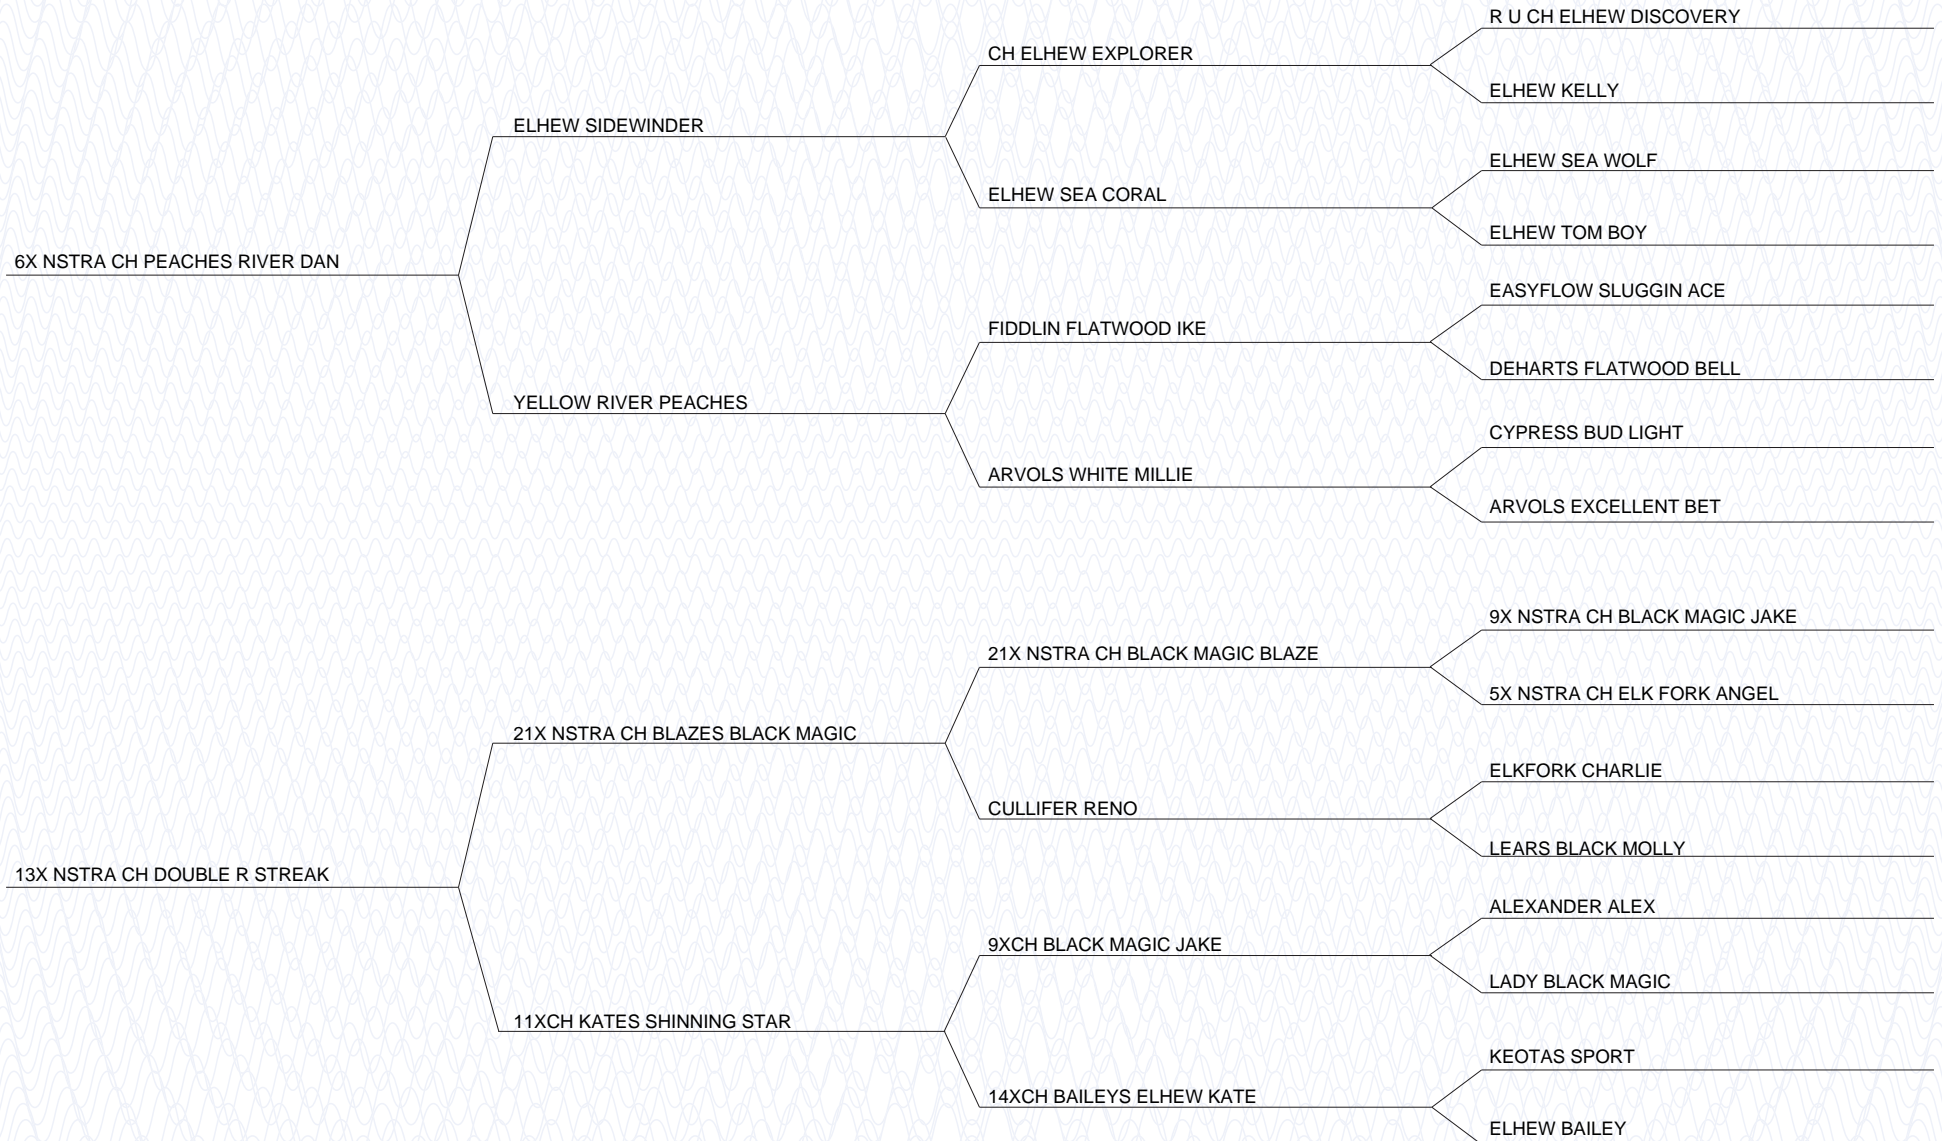 R U CH ELHEW DISCOVERY
CH ELHEW EXPLORER
ELHEW KELLY
ELHEW SIDEWINDER
ELHEW SEA WOLF
ELHEW SEA CORAL
ELHEW TOM BOY
6X NSTRA CH PEACHES RIVER DAN
EASYFLOW SLUGGIN ACE
FIDDLIN FLATWOOD IKE
DEHARTS FLATWOOD BELL
YELLOW RIVER PEACHES
CYPRESS BUD LIGHT
ARVOLS WHITE MILLIE
ARVOLS EXCELLENT BET
9X NSTRA CH BLACK MAGIC JAKE
21X NSTRA CH BLACK MAGIC BLAZE
5X NSTRA CH ELK FORK ANGEL
21X NSTRA CH BLAZES BLACK MAGIC
ELKFORK CHARLIE
CULLIFER RENO
LEARS BLACK MOLLY
13X NSTRA CH DOUBLE R STREAK
ALEXANDER ALEX
9XCH BLACK MAGIC JAKE
LADY BLACK MAGIC
11XCH KATES SHINNING STAR
KEOTAS SPORT
14XCH BAILEYS ELHEW KATE
ELHEW BAILEY